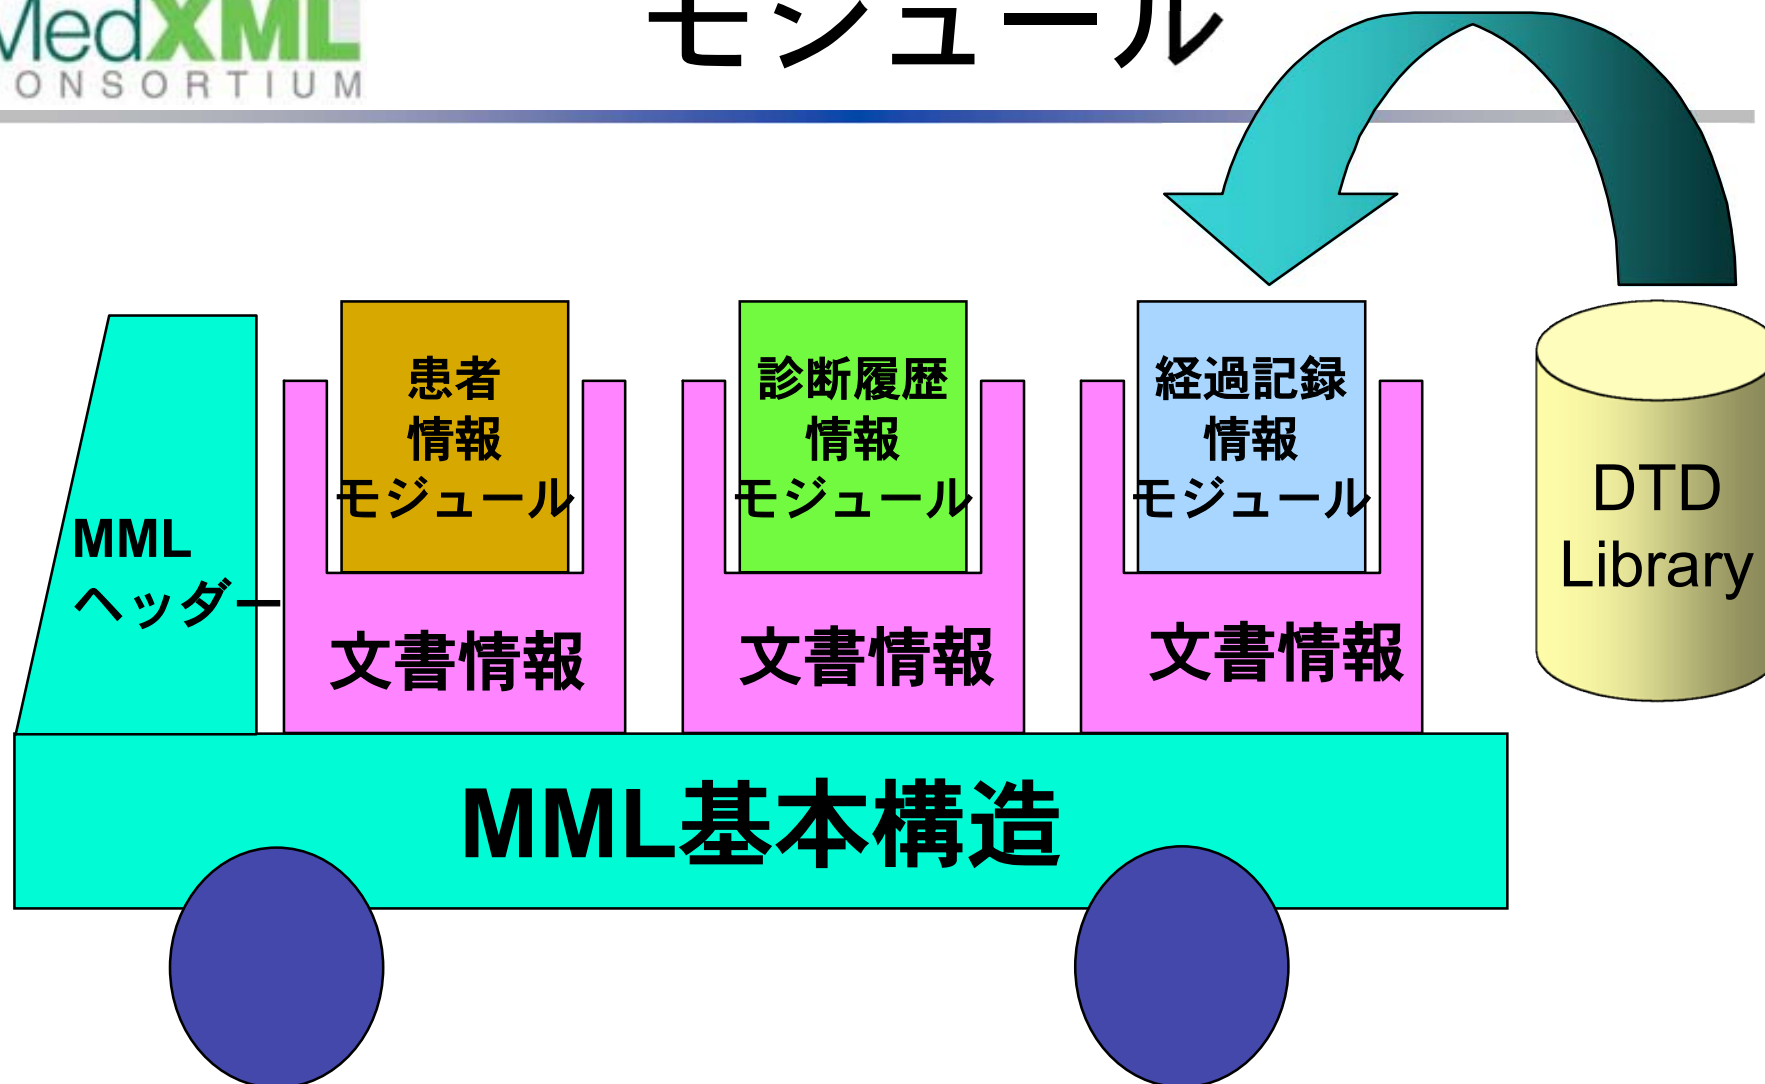 MedXML
CONSORTIUM
モジュール
患者
情報
モジュール
診断履歴
情報
モジュール
経過記録
情報
モジュール
MML
ヘッダー
文書情報
文書情報
文書情報
DTD
Library
MML基本構造